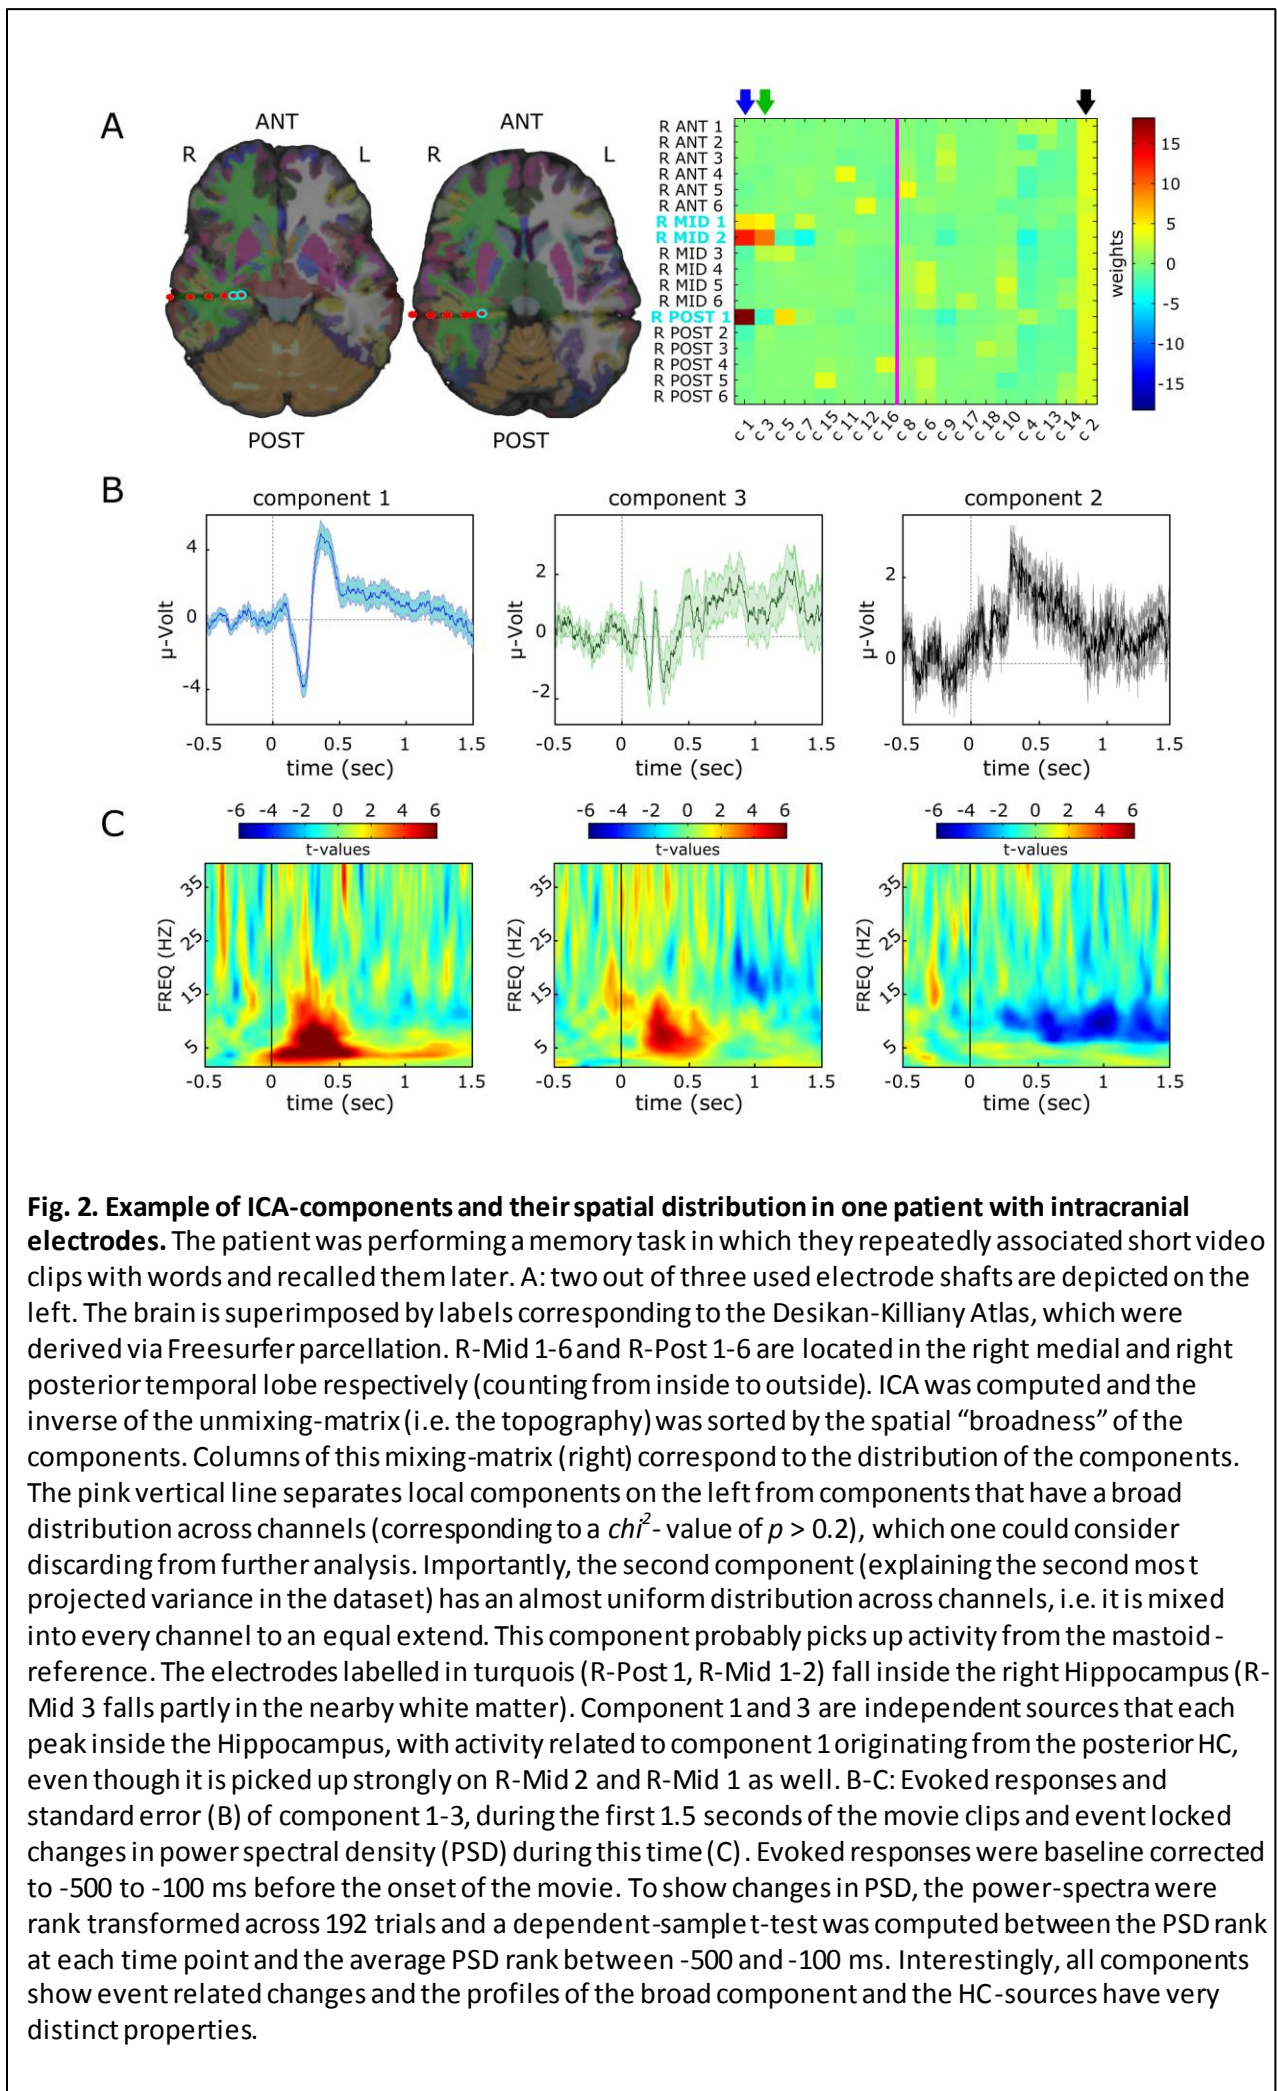 A
ANT
ANT
R
L
R
L
POST
POST
R ANT 1
R ANT 2
R ANT 3
R ANT 4
R ANT 5
R ANT 6
R MID 1
R MID 2
R MID 3
R MID 4
R MID 5
R MID 6
R POST 1
R POST 2
R POST 3
R POST 4
R POST 5
R POST 6
c 1
c 3
c 5
c 7
c 15
c 11
c 12
c 16
c 8
c 6
c 9
c 17
c 18
c 10
c 4
c 13
c 14
c 2
15
10
5
0
-5
-10
-15
weights
B
component 1
4
0
-4
μ-Volt
-0.5 0 0.5 1 1.5
time (sec)
component 3
2
0
-2
μ-Volt
-0.5 0 0.5 1 1.5
time (sec)
component 2
2
0
μ-Volt
-0.5 0 0.5 1 1.5
time (sec)
C
-6 -4 -2 0 2 4 6
t-values
35
25
15
5
FREQ (HZ)
-0.5 0 0.5 1 1.5
time (sec)
-6 -4 -2 0 2 4 6
t-values
35
25
15
5
FREQ (HZ)
-0.5 0 0.5 1 1.5
time (sec)
-6 -4 -2 0 2 4 6
t-values
35
25
15
5
FREQ (HZ)
-0.5 0 0.5 1 1.5
time (sec)
Fig. 2. Example of ICA-components and their spatial distribution in one patient with intracranial
electrodes. The patient was performing a memory task in which they repeatedly associated short video
clips with words and recalled them later. A: two out of three used electrode shafts are depicted on the
left. The brain is superimposed by labels corresponding to the Desikan-Killiany Atlas, which were
derived via Freesurfer parcellation. R-Mid 1-6 and R-Post 1-6 are located in the right medial and right
posterior temporal lobe respectively (counting from inside to outside). ICA was computed and the
inverse of the unmixing-matrix (i.e. the topography) was sorted by the spatial “broadness” of the
components. Columns of this mixing-matrix (right) correspond to the distribution of the components.
The pink vertical line separates local components on the left from components that have a broad
distribution across channels (corresponding to a chi²- value of p > 0.2), which one could consider
discarding from further analysis. Importantly, the second component (explaining the second most
projected variance in the dataset) has an almost uniform distribution across channels, i.e. it is mixed
into every channel to an equal extend. This component probably picks up activity from the mastoid-
reference. The electrodes labelled in turquois (R-Post 1, R-Mid 1-2) fall inside the right Hippocampus (R-
Mid 3 falls partly in the nearby white matter). Component 1 and 3 are independent sources that each
peak inside the Hippocampus, with activity related to component 1 originating from the posterior HC,
even though it is picked up strongly on R-Mid 2 and R-Mid 1 as well. B-C: Evoked responses and
standard error (B) of component 1-3, during the first 1.5 seconds of the movie clips and event locked
changes in power spectral density (PSD) during this time (C). Evoked responses were baseline corrected
to -500 to -100 ms before the onset of the movie. To show changes in PSD, the power-spectra were
rank transformed across 192 trials and a dependent-sample t-test was computed between the PSD rank
at each time point and the average PSD rank between -500 and -100 ms. Interestingly, all components
show event related changes and the profiles of the broad component and the HC-sources have very
distinct properties.